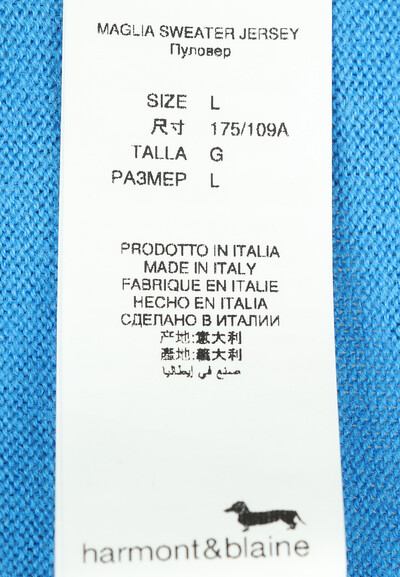 MAGLIA SWEATER JERSEY
Пуловер
SIZE L
尺寸 175/109A
TALLA G
РАЗМЕР L
PRODOTTO IN ITALIA
MADE IN ITALY
FABRIQUE EN ITALIE
HECHO EN ITALIA
СДЕЛАНО В ИТАЛИИ
产地:意大利
產地:義大利
صنع في إيطاليا
harmont&blaine